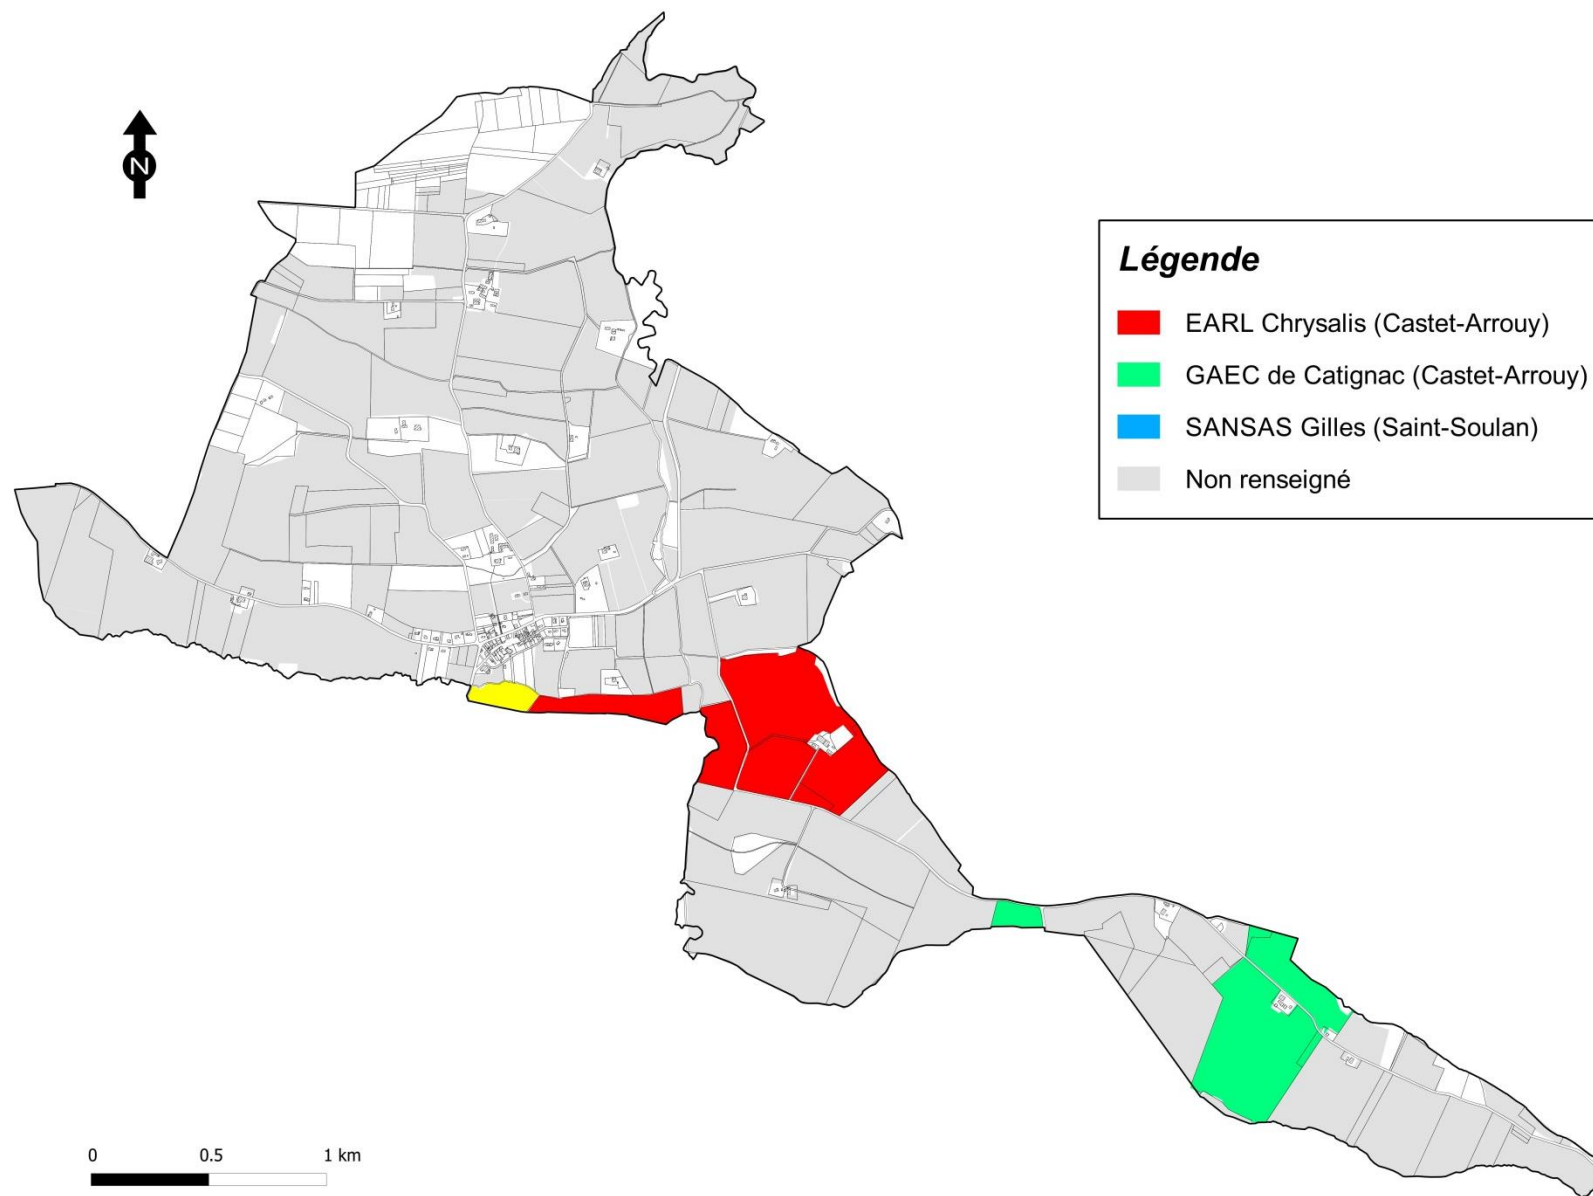 N
Légende
EARL Chrysalis (Castet-Arrouy)
GAEC de Catignac (Castet-Arrouy)
SANSAS Gilles (Saint-Soulan)
Non renseigné
0 0.5 1 km